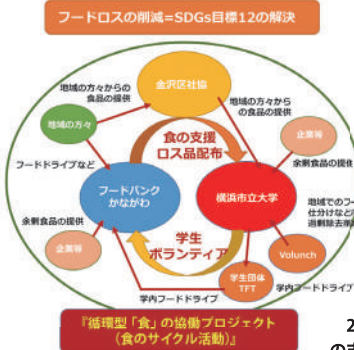 フードロスの削減=SDGs目標12の解決
地域の方々からの
食品の提供
金沢区社協
地域の方々から
の食品の提供
地域の方々
企業等
食の支援
ロス品配布
フードドライブなど
余剰食品の提供
フードバンク
かながわ
横浜市立大学
余剰食品の提供
学生
ボランティア
地域でのフー
仕分けなど
Volunch
企業等
学生団体
TFT
学内フードドライブ
学内フードドライブ
『循環型「食」の協働プロジェクト
(食のサイクル活動)』
2